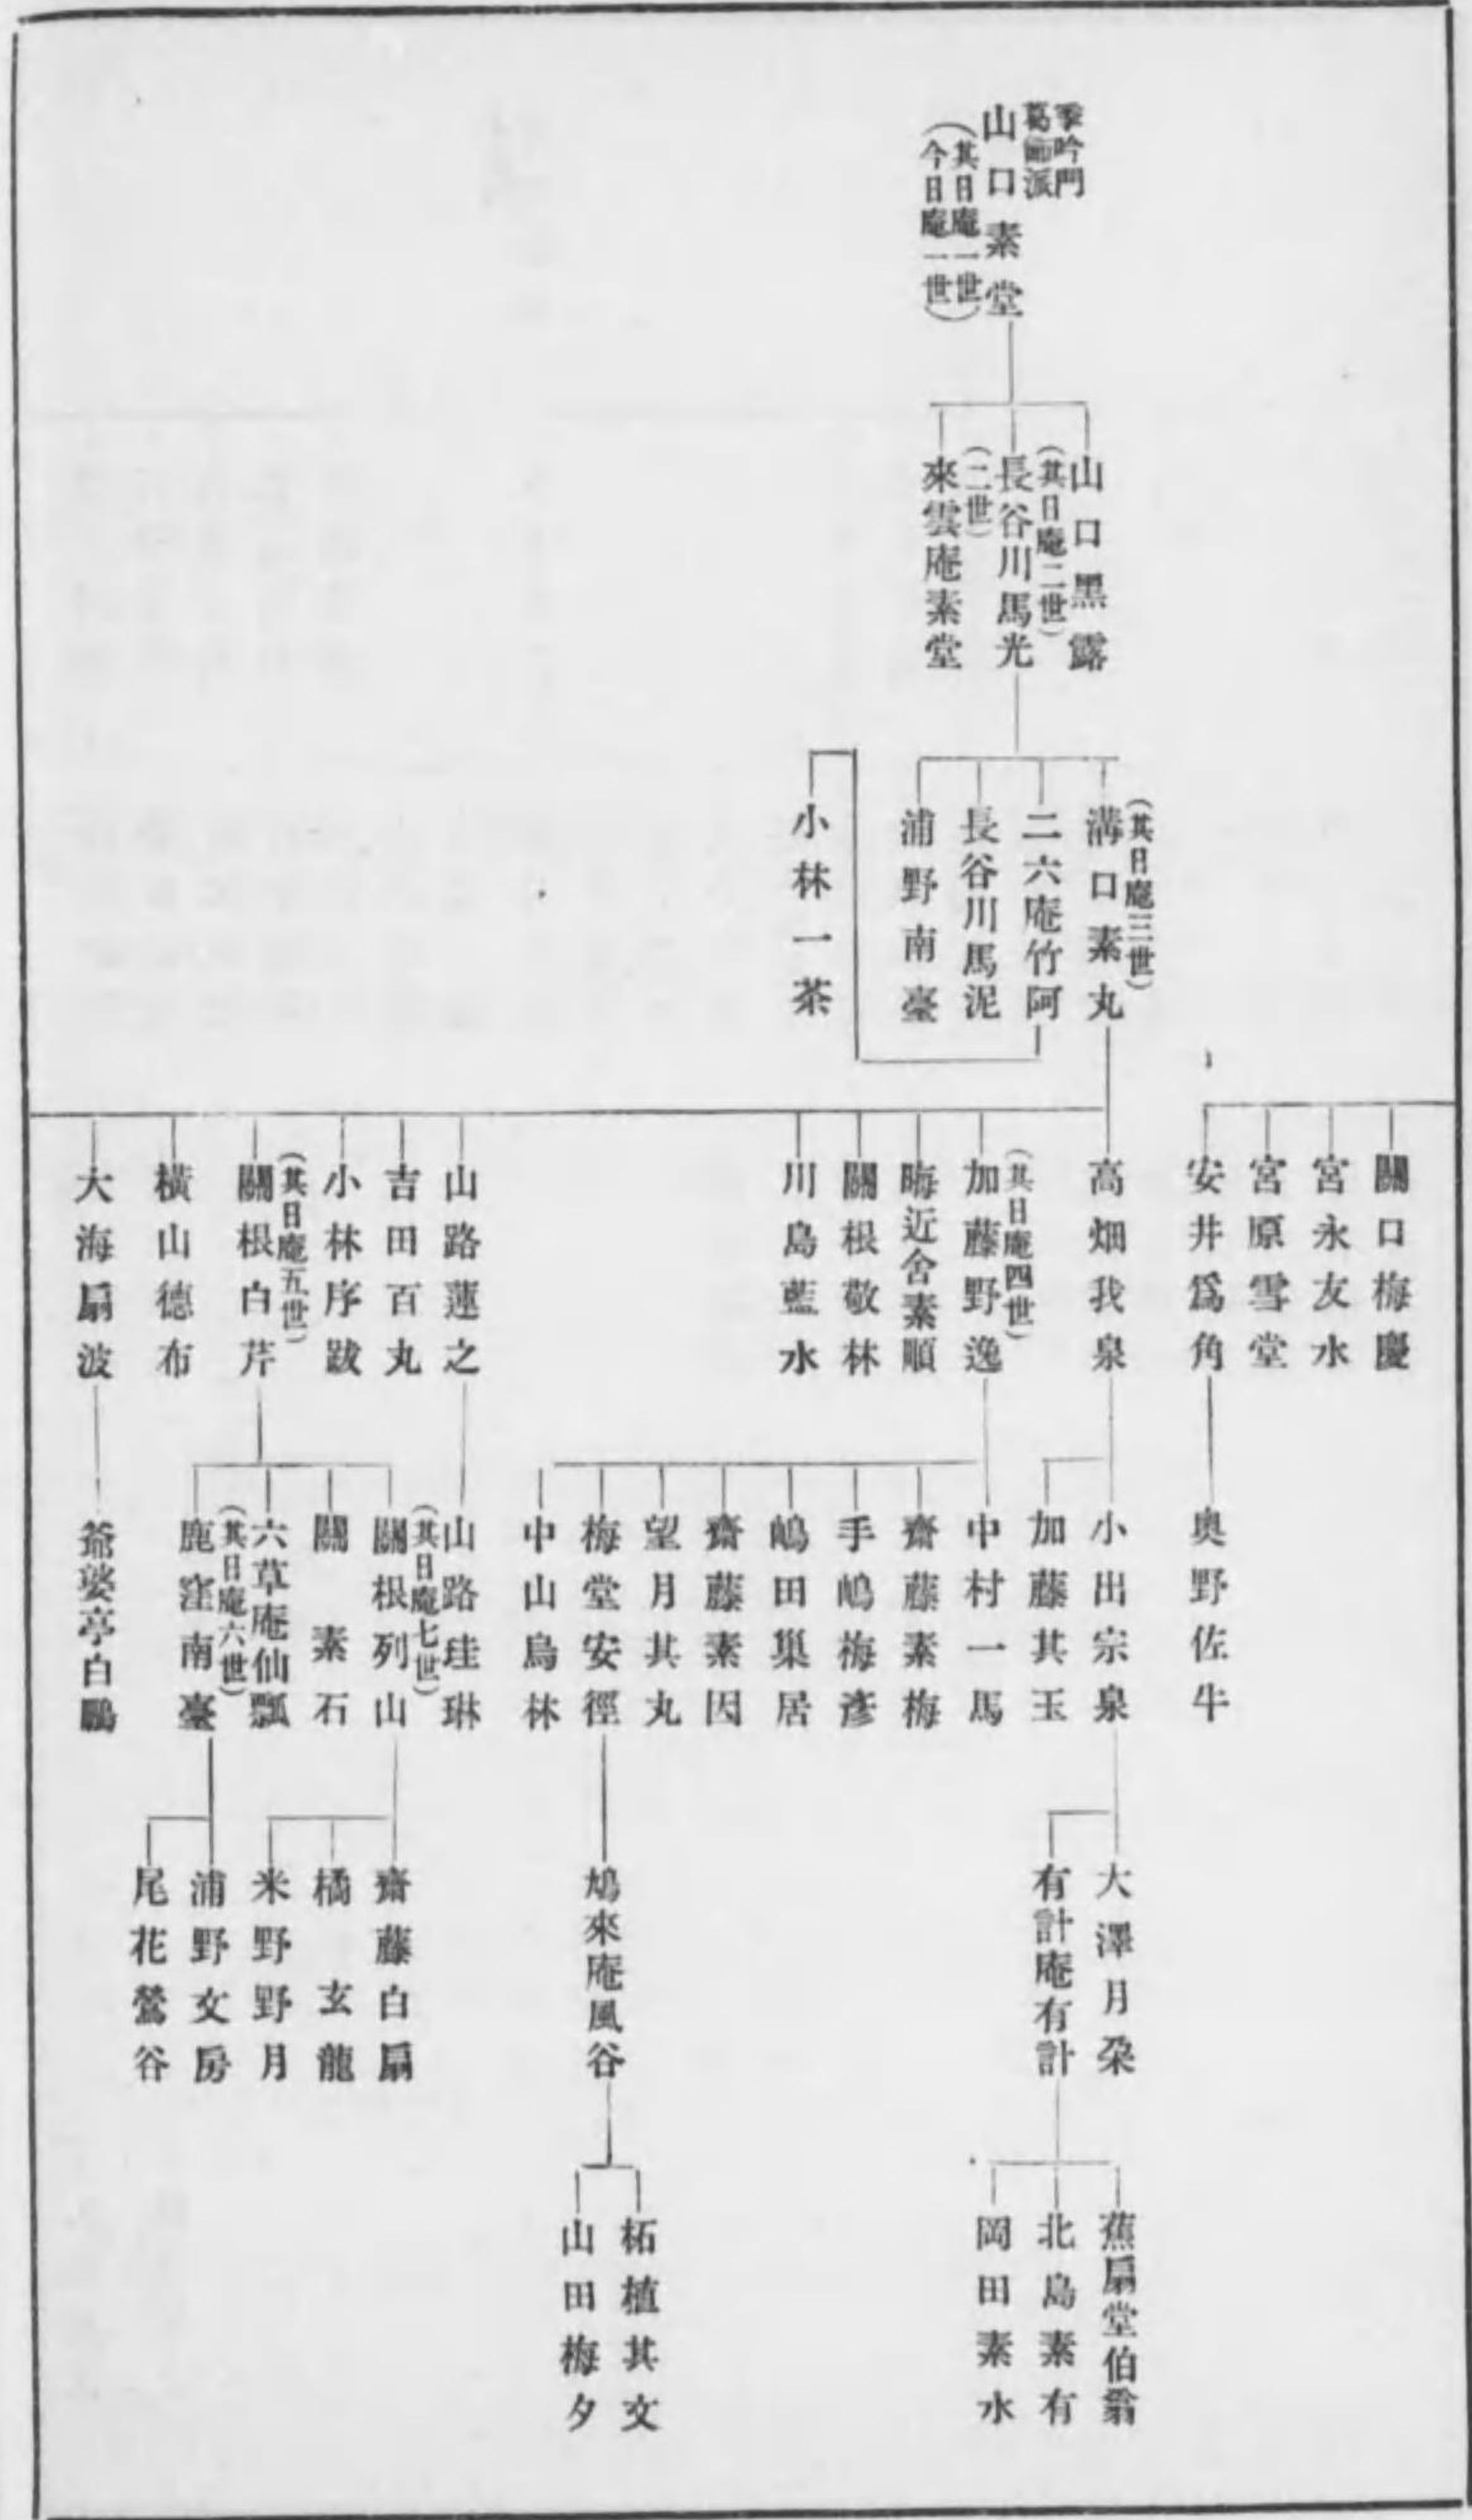 季吟門
葛飾派
山口素堂
(其日庵一世)
(今日庵一世)
山口黑露
(其日庵二世)
長谷川馬光
(二世)
來雲庵素堂
(其日庵三世)
溝口素丸
二六庵竹阿
長谷川馬泥
浦野南臺
小林一茶
關口梅慶
宮永友水
宮原雪堂
安井爲角
高畑我泉
(其日庵四世)
加藤野逸
晦近舍素順
關根敬林
川島藍水
山路蓮之
吉田百丸
小林序跋
(其日庵五世)
關根白芹
横山德布
大海扇波
奥野佐牛
小出宗泉
加藤其玉
中村一馬
齋藤素梅
手嶋梅彥
嶋田巢居
齋藤素因
望月其丸
梅堂安徑
中山烏林
山路珪琳
(其日庵七世)
關根列山
關素石
六草庵仙瓢
(其日庵六世)
鹿窪南臺
爺婆亭白鵬
大澤月朶
有計庵有計
鳩來庵風谷
齋藤白扇
橘玄龍
米野野月
浦野文房
尾花鶯谷
蕉扇堂伯翁
北島素有
岡田素水
柘植其文
山田梅夕